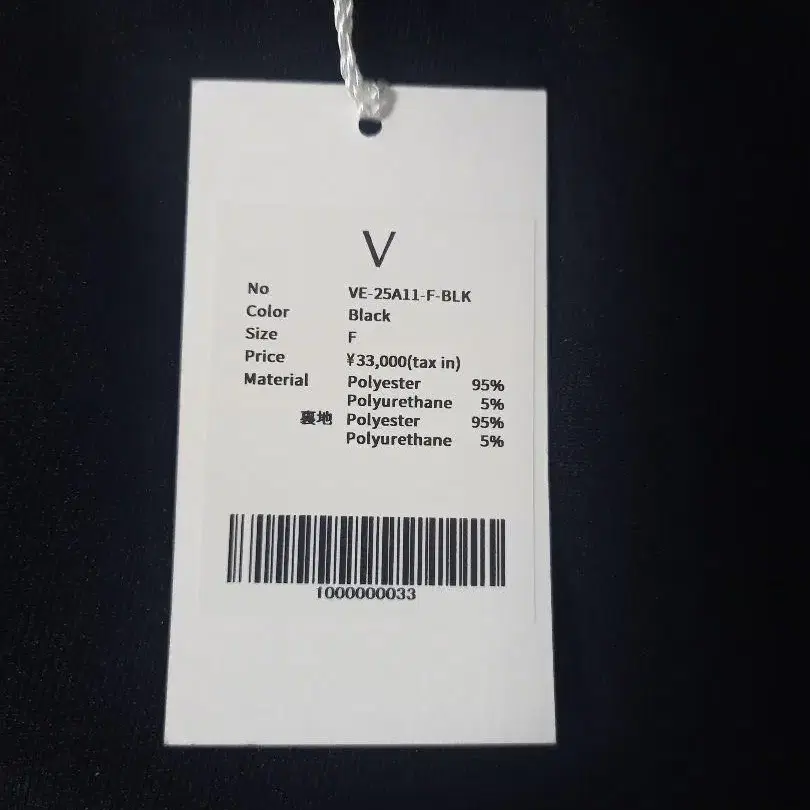 V
No VE-25A11-F-BLK
Color Black
Size F
Price ¥33,000(tax in)
Material Polyester 95%
Polyurethane 5%
裏地 Polyester 95%
Polyurethane 5%
1000000033